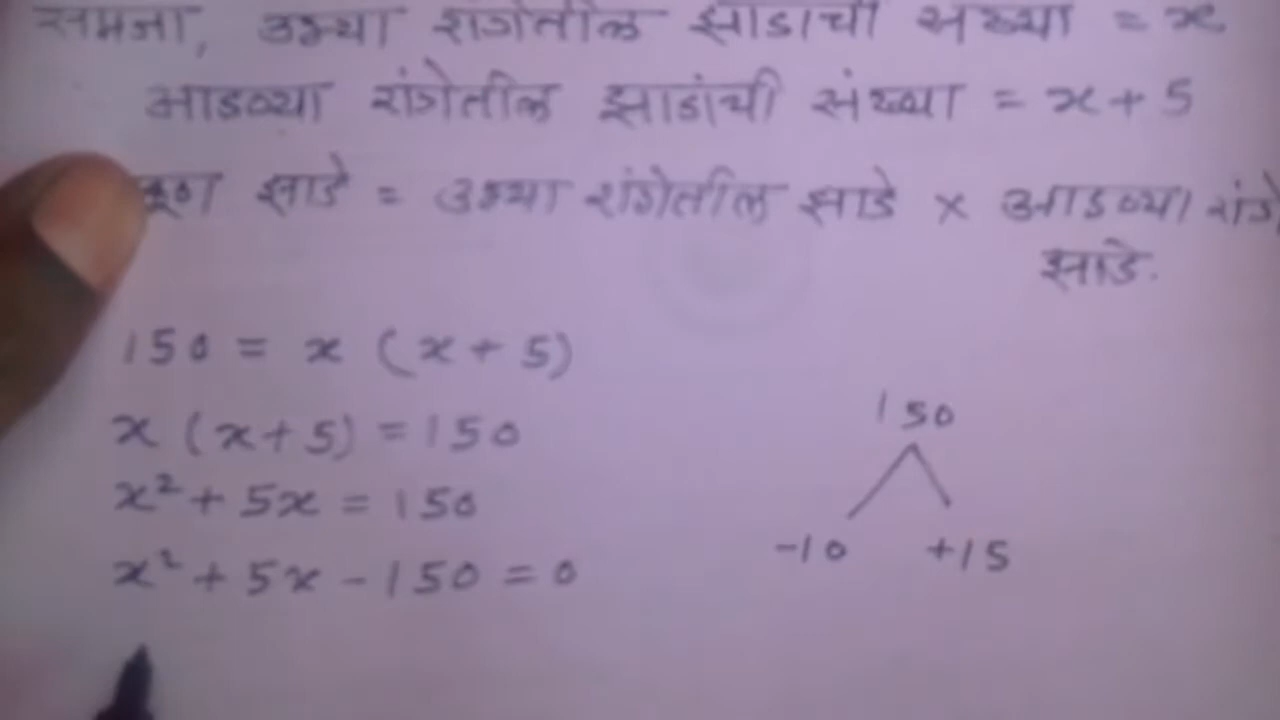 समजा, उभ्या रांगेतील झाडांची संख्या = x
आडव्या रांगेतील झाडांची संख्या = x + 5
झाडे = उभ्या रांगेतील झाडे × आडव्या
झाडे.
150 = x (x + 5)
x (x + 5) = 150
x² + 5x = 150
x² + 5x - 150 = 0
150
-10 +15